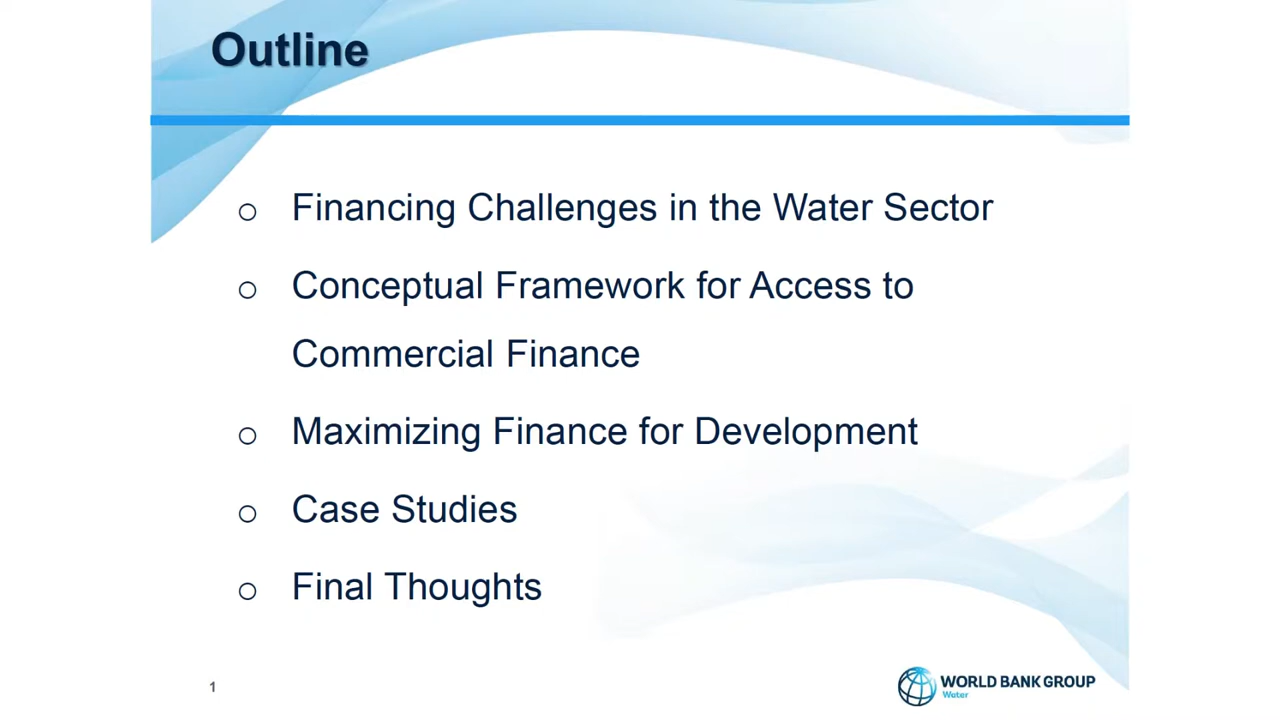 Outline
o Financing Challenges in the Water Sector
o Conceptual Framework for Access to
Commercial Finance
o Maximizing Finance for Development
o Case Studies
o Final Thoughts
1
WORLD BANK GROUP
Water